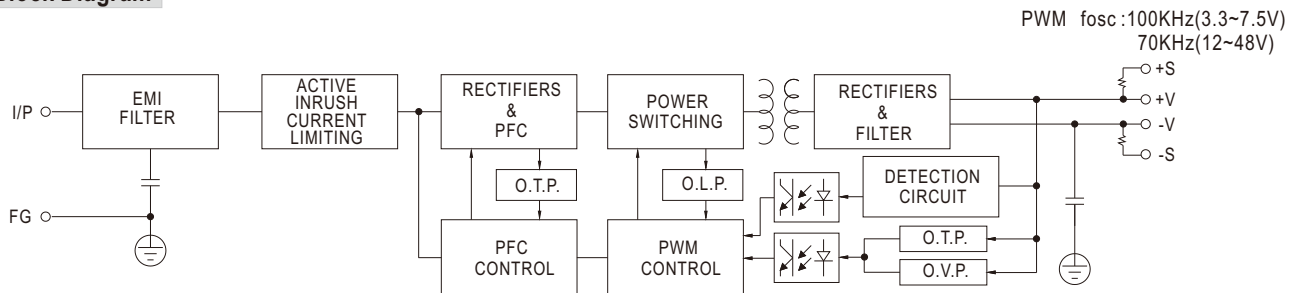 Block Diagram
PWM fosc :100KHz(3.3~7.5V)
70KHz(12~48V)
I/P
EMI
FILTER
ACTIVE
INRUSH
CURRENT
LIMITING
RECTIFIERS
&
PFC
POWER
SWITCHING
RECTIFIERS
&
FILTER
+S
+V
-V
-S
O.T.P.
O.L.P.
DETECTION
CIRCUIT
FG
PFC
CONTROL
PWM
CONTROL
O.T.P.
O.V.P.